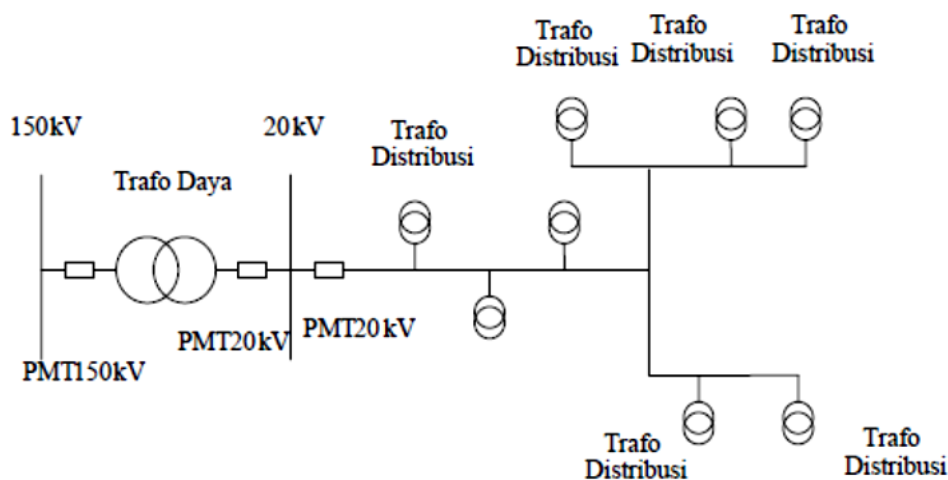 Trafo
Distribusi
Trafo
Distribusi
Trafo
Distribusi
150kV
20kV
Trafo
Distribusi
Trafo Daya
PMT20kV
PMT20kV
PMT150kV
Trafo
Distribusi
Trafo
Distribusi